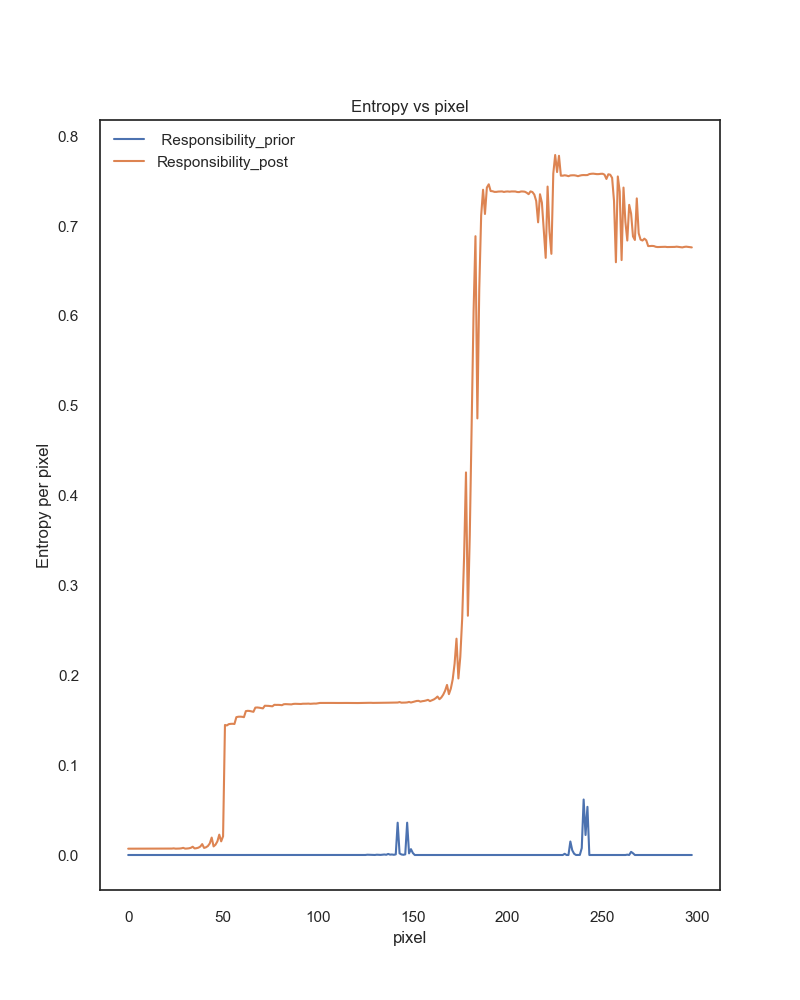 Entropy vs pixel
Responsibility_prior
Responsibility_post
0.8
0.7
0.6
0.5
0.4
0.3
0.2
0.1
0.0
Entropy per pixel
0 50 100 150 200 250 300
pixel